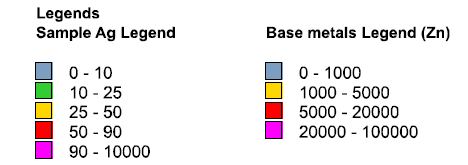 Legends
Sample Ag Legend
0 - 10
10 - 25
25 - 50
50 - 90
90 - 10000
Base metals Legend (Zn)
0 - 1000
1000 - 5000
5000 - 20000
20000 - 100000